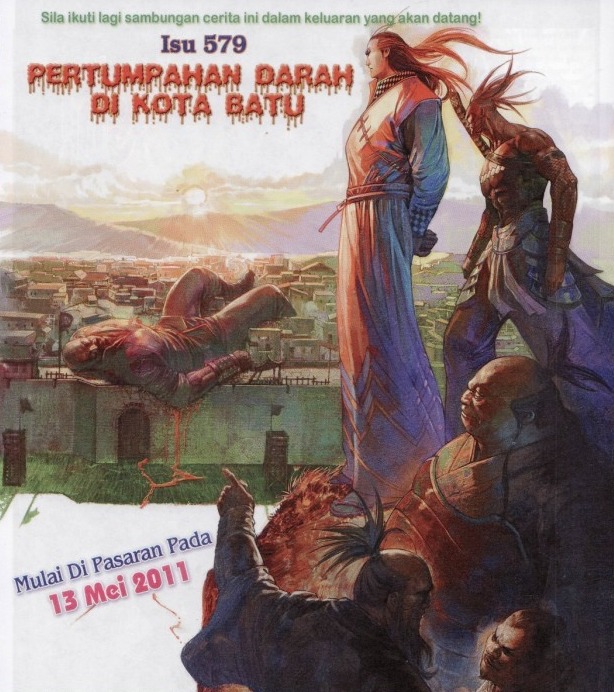 Sila ikuti lagi sambungan cerita ini dalam keluaran yang akan datang!
Isu 579
PERTUMPAHAN DARAH
DI KOTA BATU
Mulai Di Pasaran Pada
13 Mei 2011